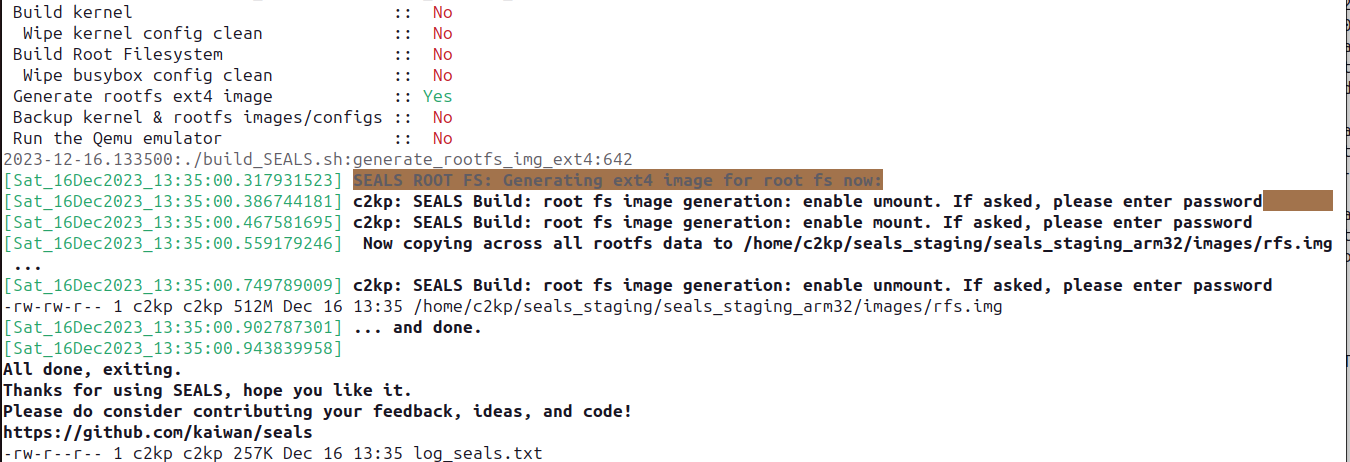 Build kernel :: No
Wipe kernel config clean :: No
Build Root Filesystem :: No
Wipe busybox config clean :: No
Generate rootfs ext4 image :: Yes
Backup kernel & rootfs images/configs :: No
Run the Qemu emulator :: No
2023-12-16.133500:./build_SEALS.sh:generate_rootfs_img_ext4:642
[Sat_16Dec2023_13:35:00.317931523] SEALS ROOT FS: Generating ext4 image for root fs now:
[Sat_16Dec2023_13:35:00.386744181] c2kp: SEALS Build: root fs image generation: enable umount. If asked, please enter password
[Sat_16Dec2023_13:35:00.467581695] c2kp: SEALS Build: root fs image generation: enable mount. If asked, please enter password
[Sat_16Dec2023_13:35:00.559179246] Now copying across all rootfs data to /home/c2kp/seals_staging/seals_staging_arm32/images/rfs.img
...
[Sat_16Dec2023_13:35:00.749789009] c2kp: SEALS Build: root fs image generation: enable unmount. If asked, please enter password
-rw-rw-r-- 1 c2kp c2kp 512M Dec 16 13:35 /home/c2kp/seals_staging/seals_staging_arm32/images/rfs.img
[Sat_16Dec2023_13:35:00.902787301] ... and done.
[Sat_16Dec2023_13:35:00.943839958]
All done, exiting.
Thanks for using SEALS, hope you like it.
Please do consider contributing your feedback, ideas, and code!
https://github.com/kaiwan/seals
-rw-r--r-- 1 c2kp c2kp 257K Dec 16 13:35 log_seals.txt